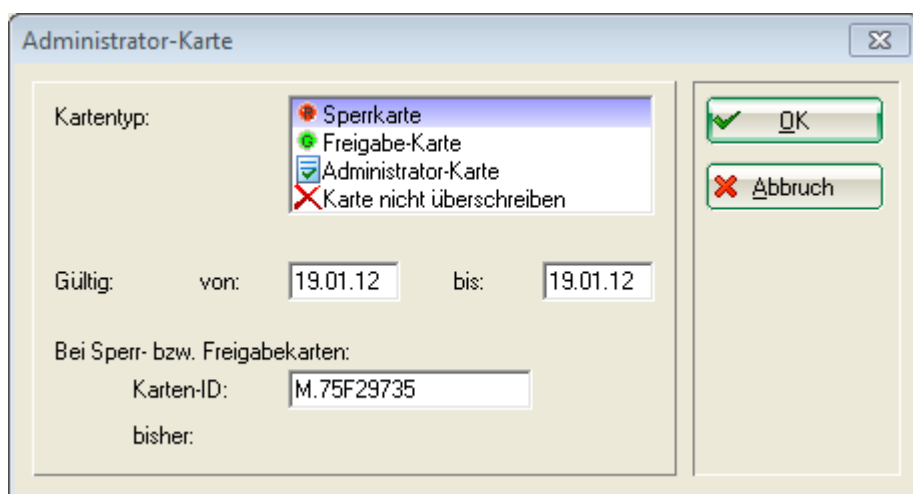 Administrator-Karte
Kartentyp:
Sperrkarte
Freigabe-Karte
Administrator-Karte
Karte nicht überschreiben
OK
Abbruch
Gültig: von: 19.01.12 bis: 19.01.12
Bei Sperr- bzw. Freigabekarten:
Karten-ID: M.75F29735
bisher: